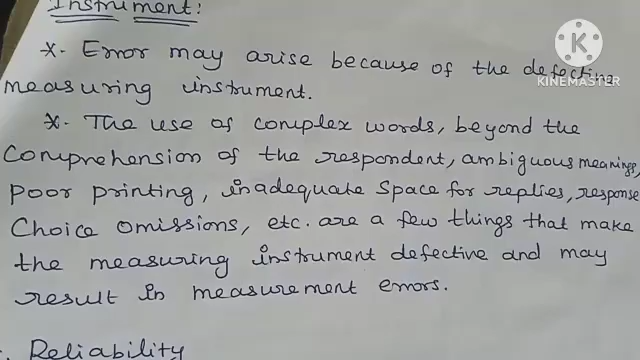 Instrument:
*. Error may arise because of the defective
measuring instrument.
*. The use of complex words, beyond the
comprehension of the respondent, ambiguous meanings,
poor printing, inadequate space for replies, response
choice omissions, etc. are a few things that make
the measuring instrument defective and may
result in measurement errors.
Reliability
K
KINEMASTER